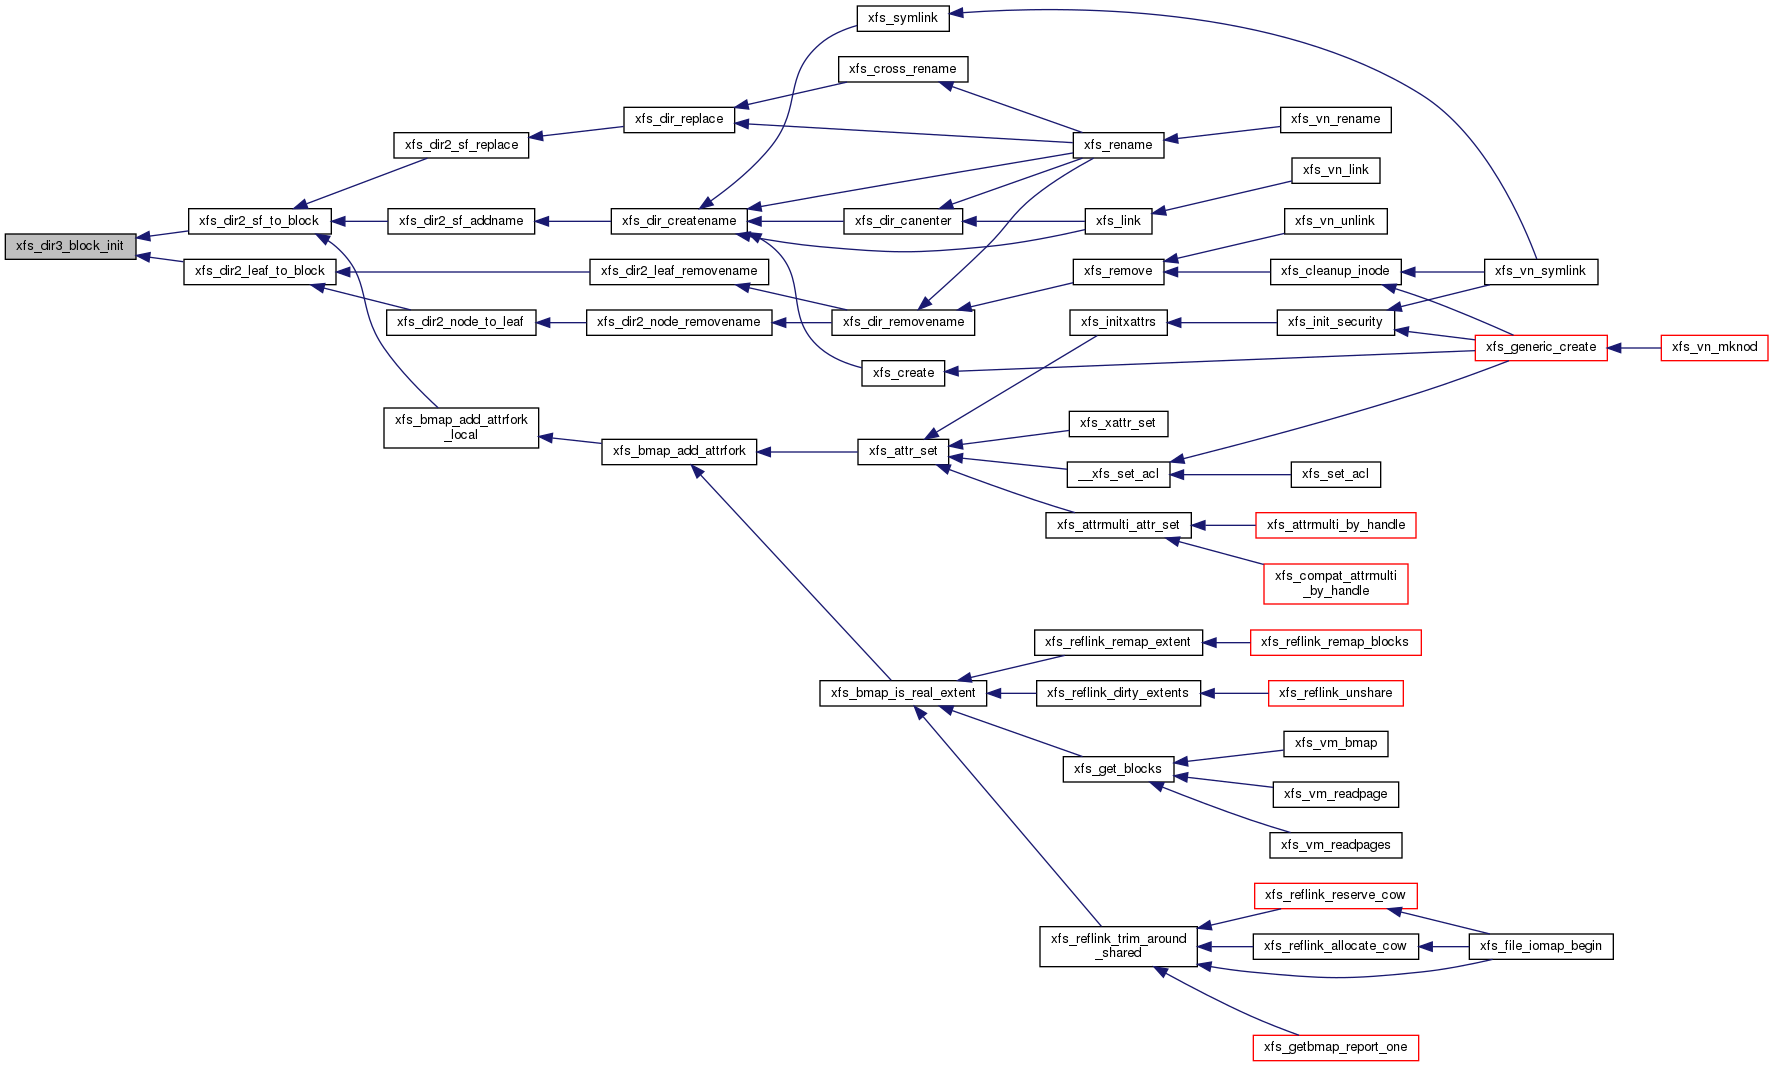 xfs_symlink
xfs_cross_rename
xfs_dir_replace
xfs_vn_rename
xfs_dir2_sf_replace
xfs_rename
xfs_vn_link
xfs_dir2_sf_to_block
xfs_dir2_sf_addname
xfs_dir_createname
xfs_dir_canenter
xfs_link
xfs_vn_unlink
xfs_dir3_block_init
xfs_dir2_leaf_to_block
xfs_dir2_leaf_removename
xfs_remove
xfs_cleanup_inode
xfs_vn_symlink
xfs_dir2_node_to_leaf
xfs_dir2_node_removename
xfs_dir_removename
xfs_initxattrs
xfs_init_security
xfs_generic_create
xfs_vn_mknod
xfs_create
xfs_bmap_add_attrfork
_local
xfs_xattr_set
xfs_bmap_add_attrfork
xfs_attr_set
__xfs_set_acl
xfs_set_acl
xfs_attrmulti_attr_set
xfs_attrmulti_by_handle
xfs_compat_attrmulti
_by_handle
xfs_reflink_remap_extent
xfs_reflink_remap_blocks
xfs_bmap_is_real_extent
xfs_reflink_dirty_extents
xfs_reflink_unshare
xfs_vm_bmap
xfs_get_blocks
xfs_vm_readpage
xfs_vm_readpages
xfs_reflink_reserve_cow
xfs_reflink_trim_around
_shared
xfs_reflink_allocate_cow
xfs_file_iomap_begin
xfs_getbmap_report_one